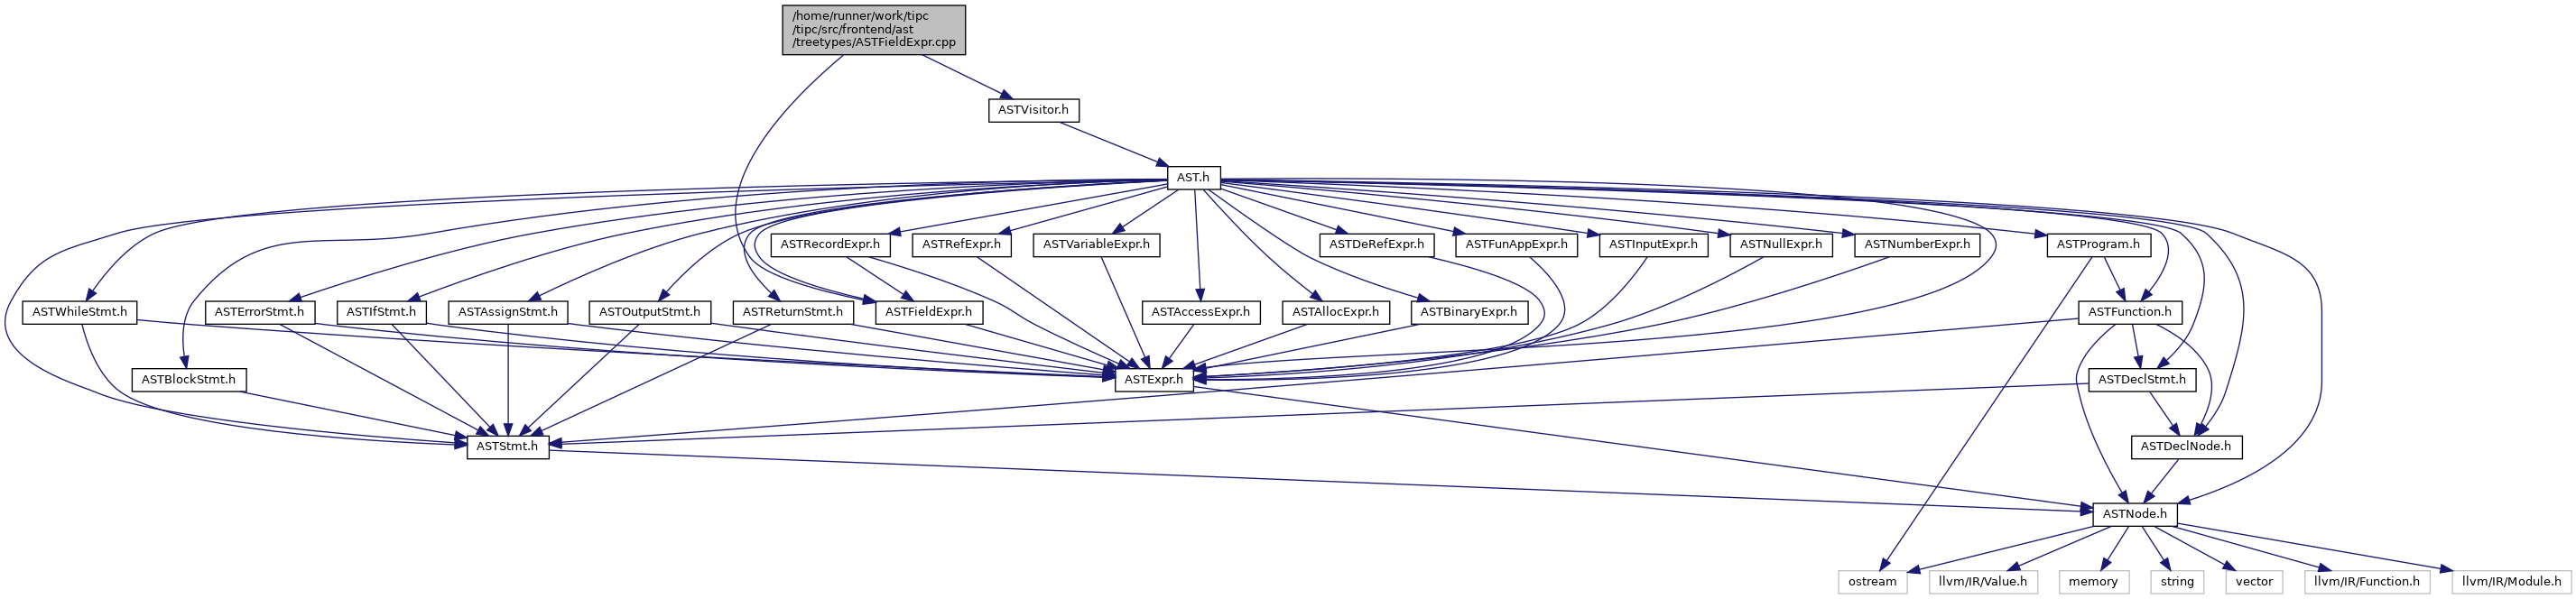 /home/runner/work/tipc
/tipc/src/frontend/ast
/treetypes/ASTFieldExpr.cpp
ASTVisitor.h
AST.h
ASTRecordExpr.h
ASTRefExpr.h
ASTVariableExpr.h
ASTDeRefExpr.h
ASTFunAppExpr.h
ASTInputExpr.h
ASTNullExpr.h
ASTNumberExpr.h
ASTProgram.h
ASTWhileStmt.h
ASTErrorStmt.h
ASTIfStmt.h
ASTAssignStmt.h
ASTOutputStmt.h
ASTReturnStmt.h
ASTFieldExpr.h
ASTAccessExpr.h
ASTAllocExpr.h
ASTBinaryExpr.h
ASTFunction.h
ASTBlockStmt.h
ASTExpr.h
ASTDeclStmt.h
ASTStmt.h
ASTDeclNode.h
ASTNode.h
ostream
llvm/IR/Value.h
memory
string
vector
llvm/IR/Function.h
llvm/IR/Module.h